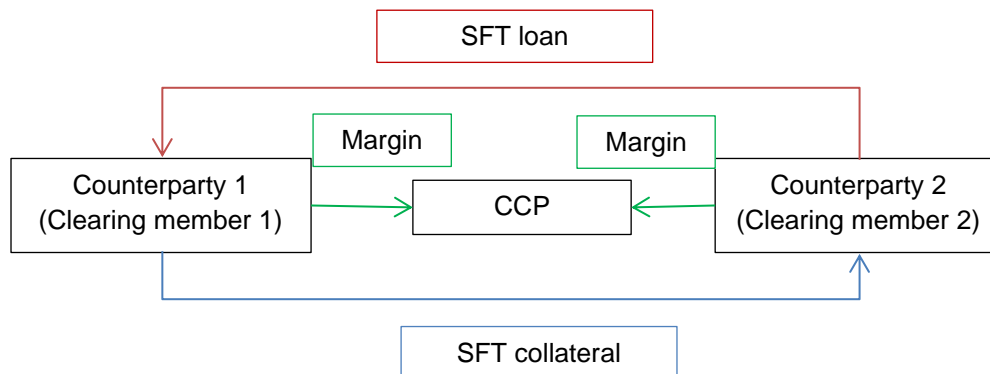 SFT loan
Margin
Margin
Counterparty 1
(Clearing member 1)
CCP
Counterparty 2
(Clearing member 2)
SFT collateral